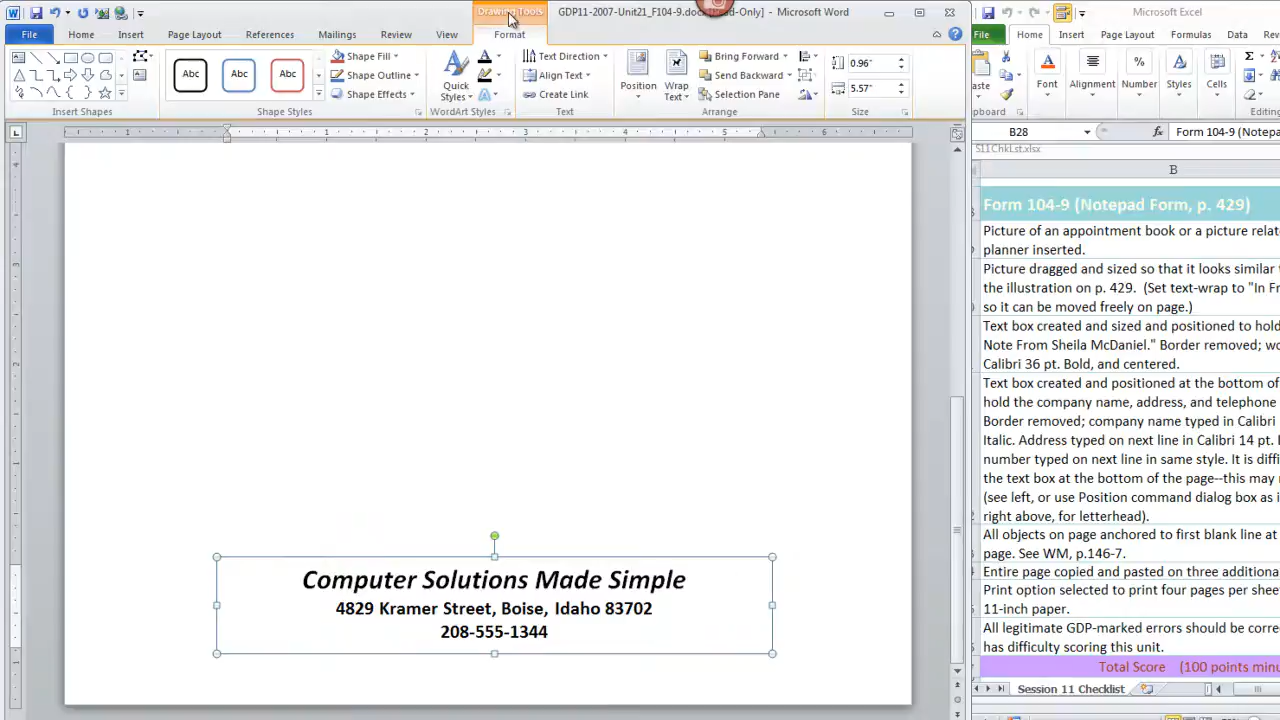 Drawing Tools
GDP11-2007-Unit21_F104-9.docx [Read-Only] - Microsoft Word
Microsoft Excel
File Home Insert Page Layout References Mailings Review View Format
File Home Insert Page Layout Formulas
Abc Abc Abc
Shape Fill
Shape Outline
Shape Effects
Quick Styles
Text Direction
Align Text
Create Link
Position
Wrap Text
Bring Forward
Send Backward
Selection Pane
0.96"
5.57"
Font Alignment Number Styles Cells
Insert Shapes Shape Styles WordArt Styles Text Arrange Size
Editing
B28
Form 104-9 (Notepa
S11ChkLst.xlsx
B
Form 104-9 (Notepad Form, p. 429)
Picture of an appointment book or a picture relate
planner inserted.
Picture dragged and sized so that it looks similar
the illustration on p. 429. (Set text-wrap to "In Fr
so it can be moved freely on page.)
Text box created and sized and positioned to hold
Note From Sheila McDaniel." Border removed; wo
Calibri 36 pt. Bold, and centered.
Text box created and positioned at the bottom of
hold the company name, address, and telephone
Border removed; company name typed in Calibri
Italic. Address typed on next line in Calibri 14 pt.
number typed on next line in same style. It is diffi
the text box at the bottom of the page--this may
(see left, or use Position command dialog box as i
right above, for letterhead).
All objects on page anchored to first blank line at
page. See WM, p.146-7.
Entire page copied and pasted on three additiona
Print option selected to print four pages per shee
11-inch paper.
All legitimate GDP-marked errors should be corre
has difficulty scoring this unit.
Total Score (100 points minu
Session 11 Checklist
Computer Solutions Made Simple
4829 Kramer Street, Boise, Idaho 83702
208-555-1344